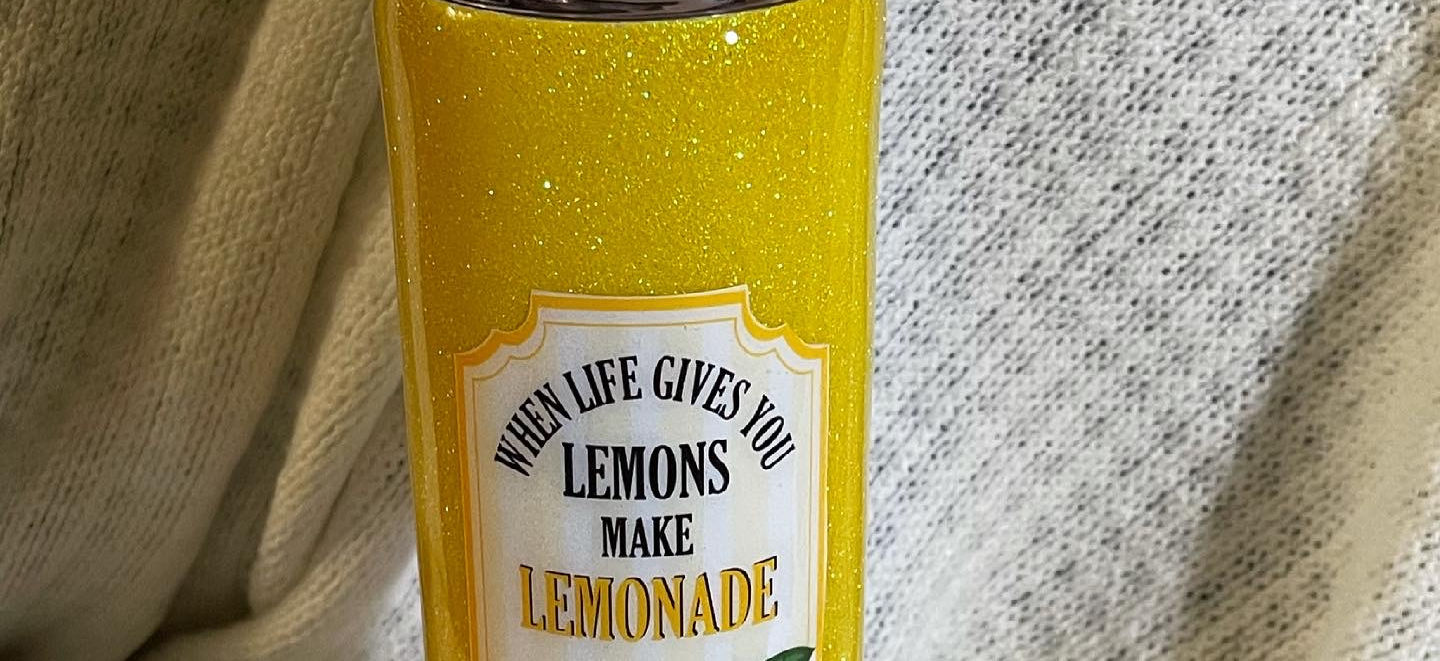 WHEN LIFE GIVES YOU
LEMONS
MAKE
LEMONADE